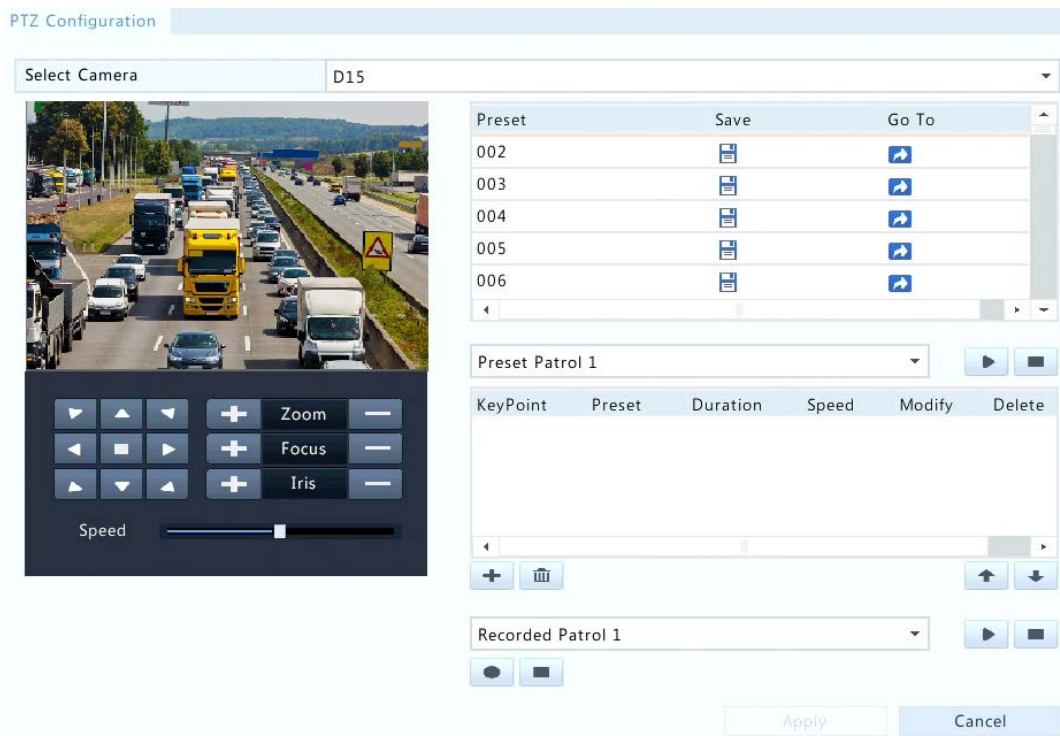 PTZ Configuration
Select Camera D15
Preset Save Go To
002
003
004
005
006
Preset Patrol 1
KeyPoint Preset Duration Speed Modify Delete
Zoom
Focus
Iris
Speed
Recorded Patrol 1
Apply Cancel